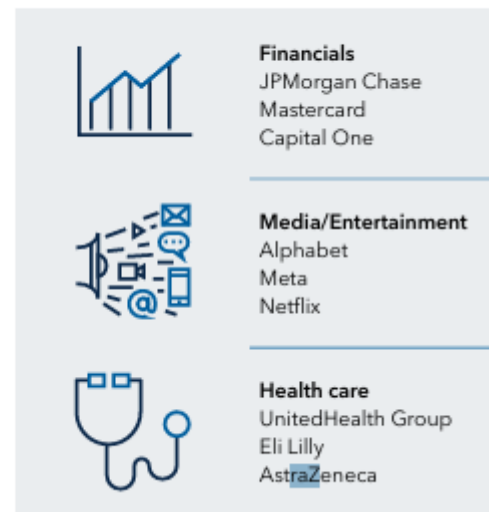 Financials
JPMorgan Chase
Mastercard
Capital One
Media/Entertainment
Alphabet
Meta
Netflix
Health care
UnitedHealth Group
Eli Lilly
AstraZeneca